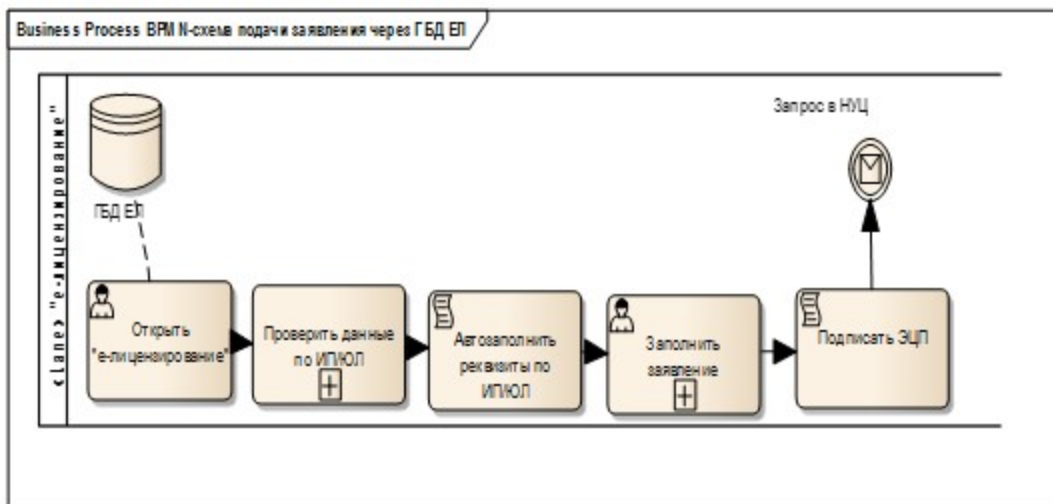 Business Process BPMN-схема подачи заявления через ГБД ЕЛ
<lane> "е-лицензирование"
ГБД ЕЛ
Запрос в НУЦ
Открыть
"е-лицензирование"
Проверить данные
по ИП/ЮЛ
Автозаполнить
реквизиты по
ИП/ЮЛ
Заполнить
заявление
Подписать ЭЦП